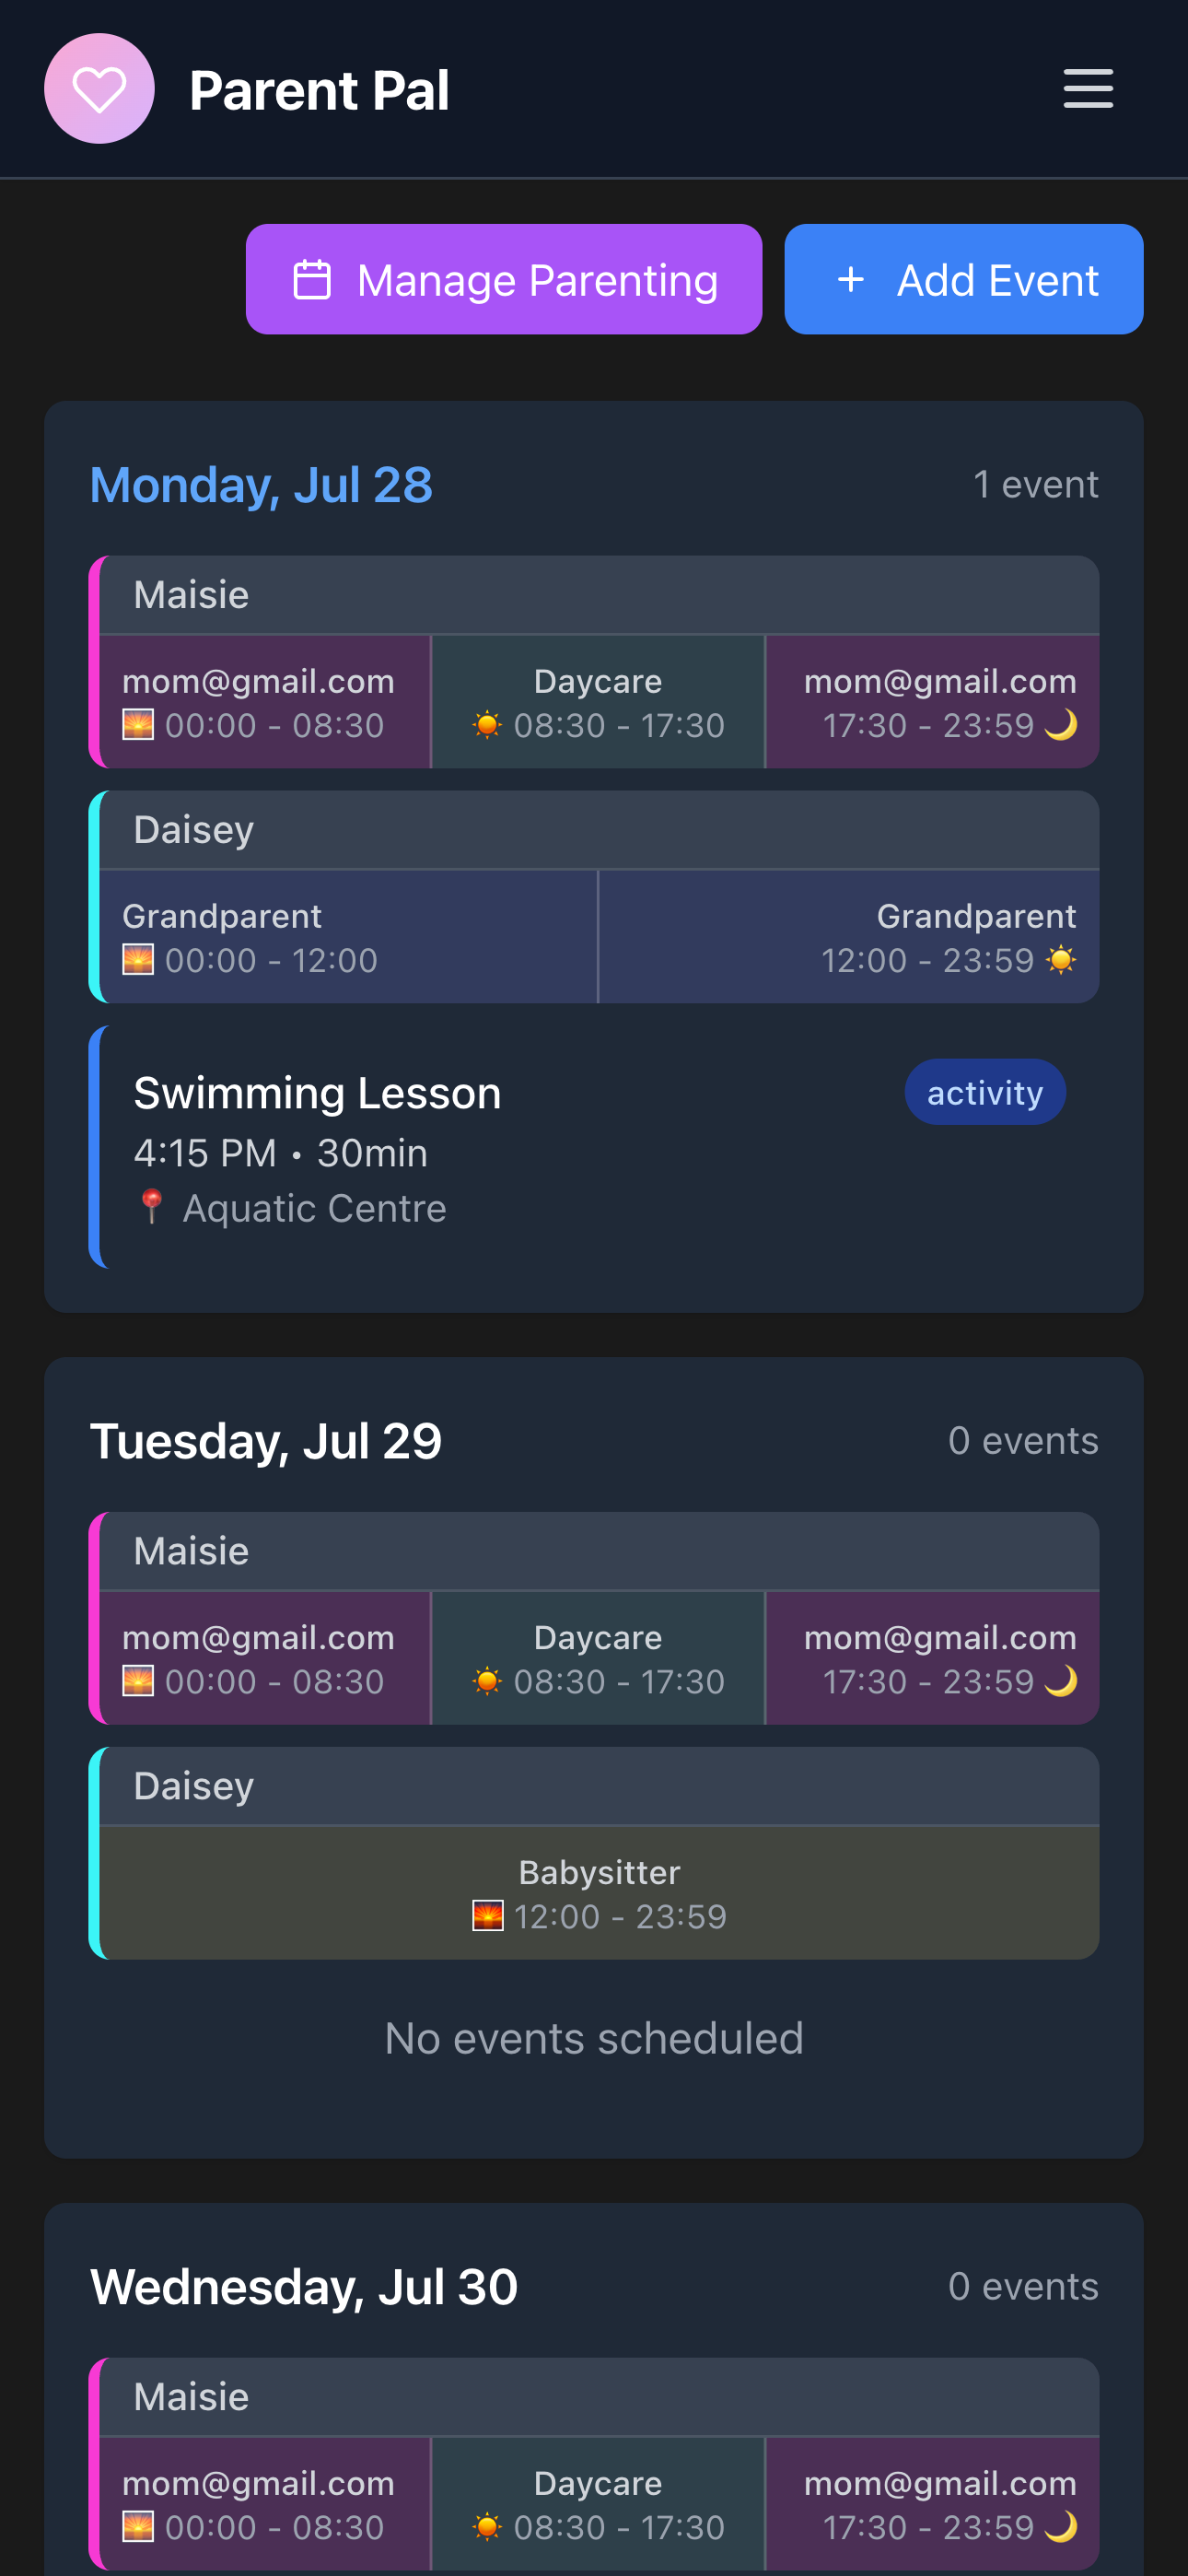 Parent Pal
Manage Parenting
+ Add Event
Monday, Jul 28
1 event
Maisie
mom@gmail.com
00:00 - 08:30
Daycare
08:30 - 17:30
mom@gmail.com
17:30 - 23:59
Daisey
Grandparent
00:00 - 12:00
Grandparent
12:00 - 23:59
Swimming Lesson
activity
4:15 PM • 30min
Aquatic Centre
Tuesday, Jul 29
0 events
Maisie
mom@gmail.com
00:00 - 08:30
Daycare
08:30 - 17:30
mom@gmail.com
17:30 - 23:59
Daisey
Babysitter
12:00 - 23:59
No events scheduled
Wednesday, Jul 30
0 events
Maisie
mom@gmail.com
00:00 - 08:30
Daycare
08:30 - 17:30
mom@gmail.com
17:30 - 23:59